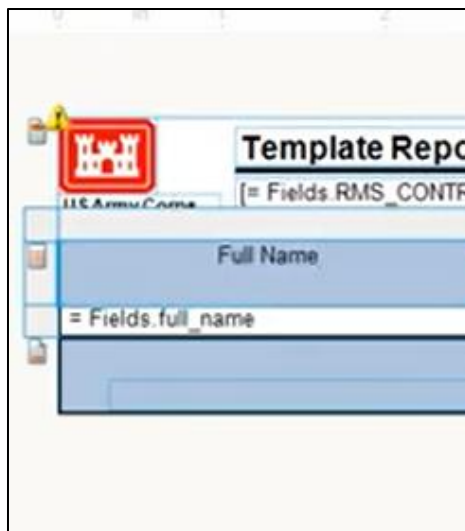 Template Repo
[= Fields.RMS_CONTR
US Army Corps
Full Name
= Fields.full_name